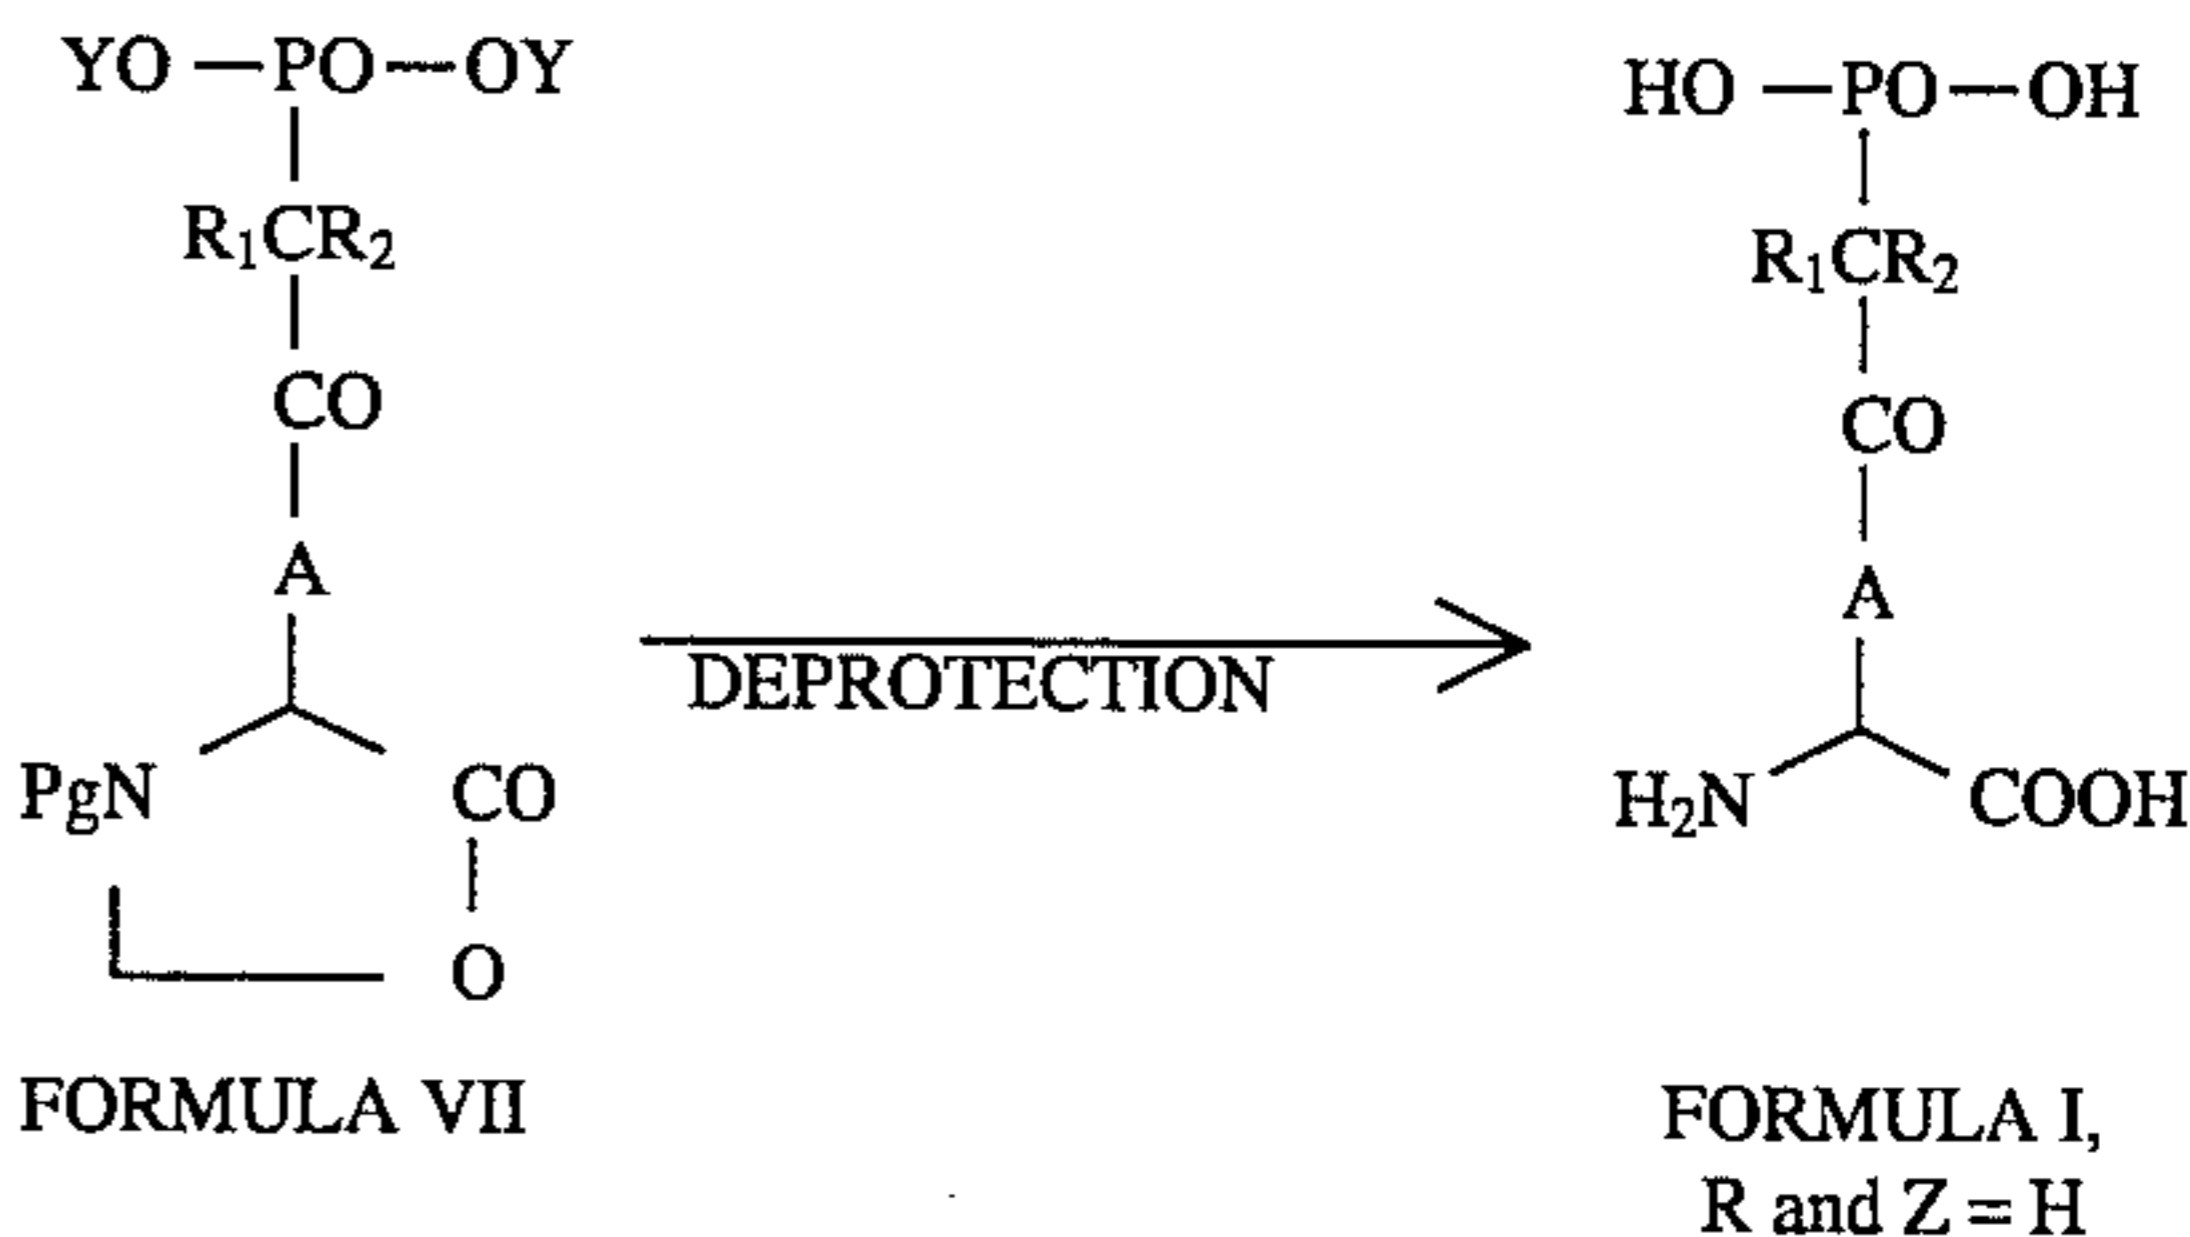 YO—PO—OY
R₁CR₂
CO
A
PgN
CO
O
FORMULA VII
DEPROTECTION
HO—PO—OH
R₁CR₂
CO
A
H₂N
COOH
FORMULA I,
R and Z = H